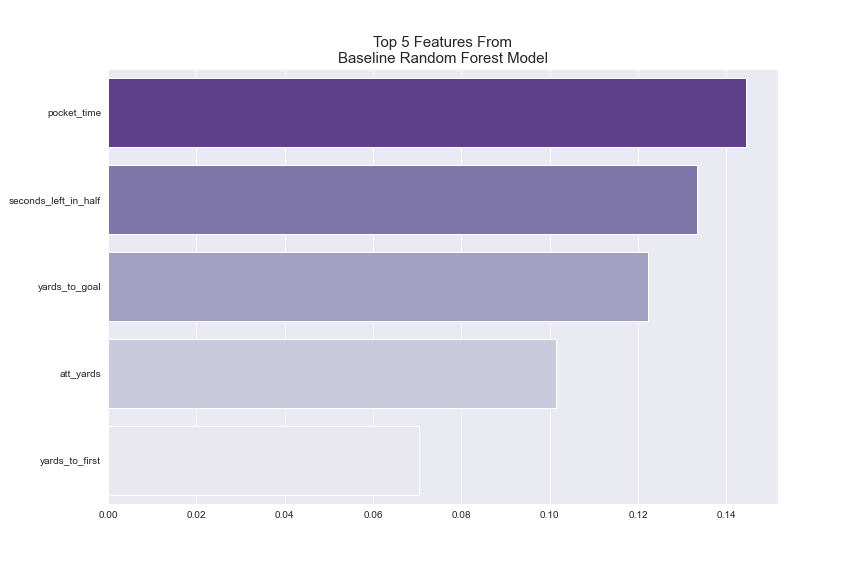 Top 5 Features From
Baseline Random Forest Model
pocket_time
seconds_left_in_half
yards_to_goal
att_yards
yards_to_first
0.00 0.02 0.04 0.06 0.08 0.10 0.12 0.14